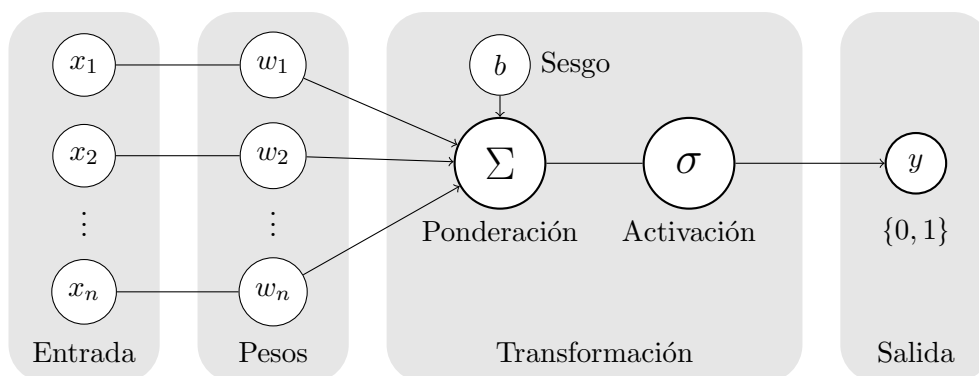 x₁
w₁
b
Sesgo
x₂
w₂
Σ
σ
y
⋮
⋮
Ponderación
Activación
{0, 1}
xₙ
wₙ
Entrada
Pesos
Transformación
Salida